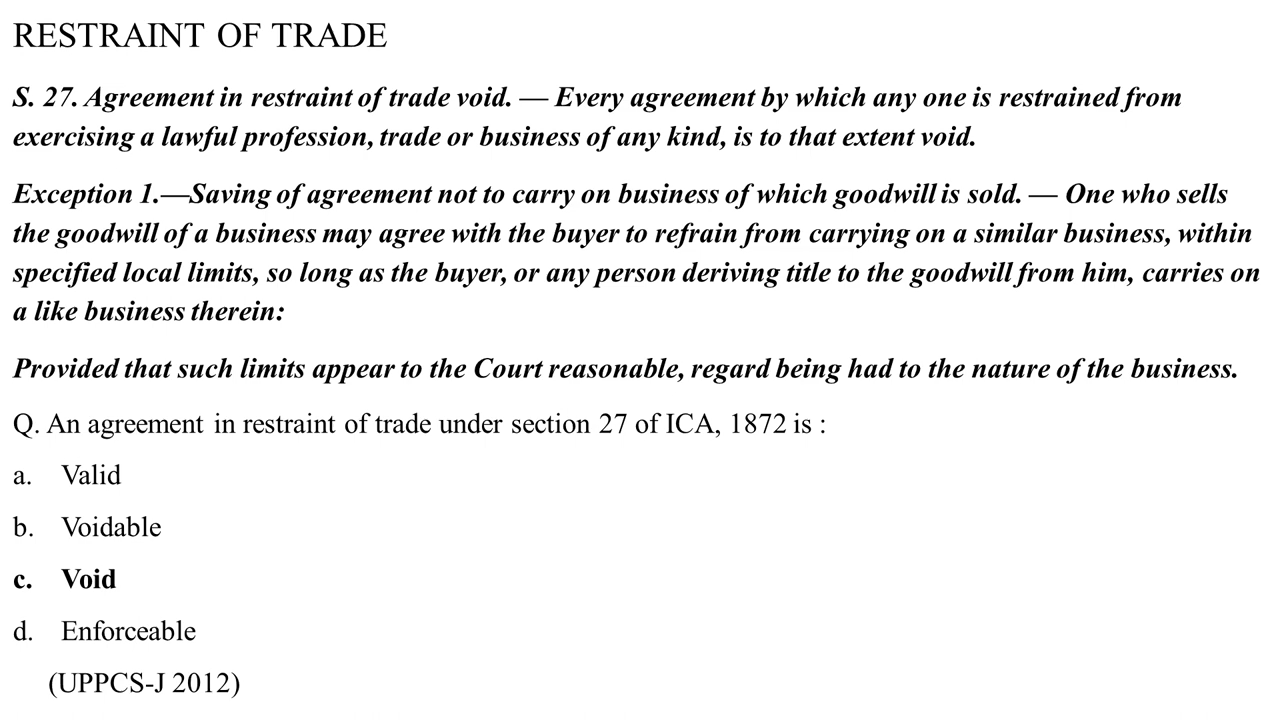 RESTRAINT OF TRADE
S. 27. Agreement in restraint of trade void. — Every agreement by which any one is restrained from
exercising a lawful profession, trade or business of any kind, is to that extent void.
Exception 1.—Saving of agreement not to carry on business of which goodwill is sold. — One who sells
the goodwill of a business may agree with the buyer to refrain from carrying on a similar business, within
specified local limits, so long as the buyer, or any person deriving title to the goodwill from him, carries on
a like business therein:
Provided that such limits appear to the Court reasonable, regard being had to the nature of the business.
Q. An agreement in restraint of trade under section 27 of ICA, 1872 is :
a. Valid
b. Voidable
c. Void
d. Enforceable
(UPPCS-J 2012)